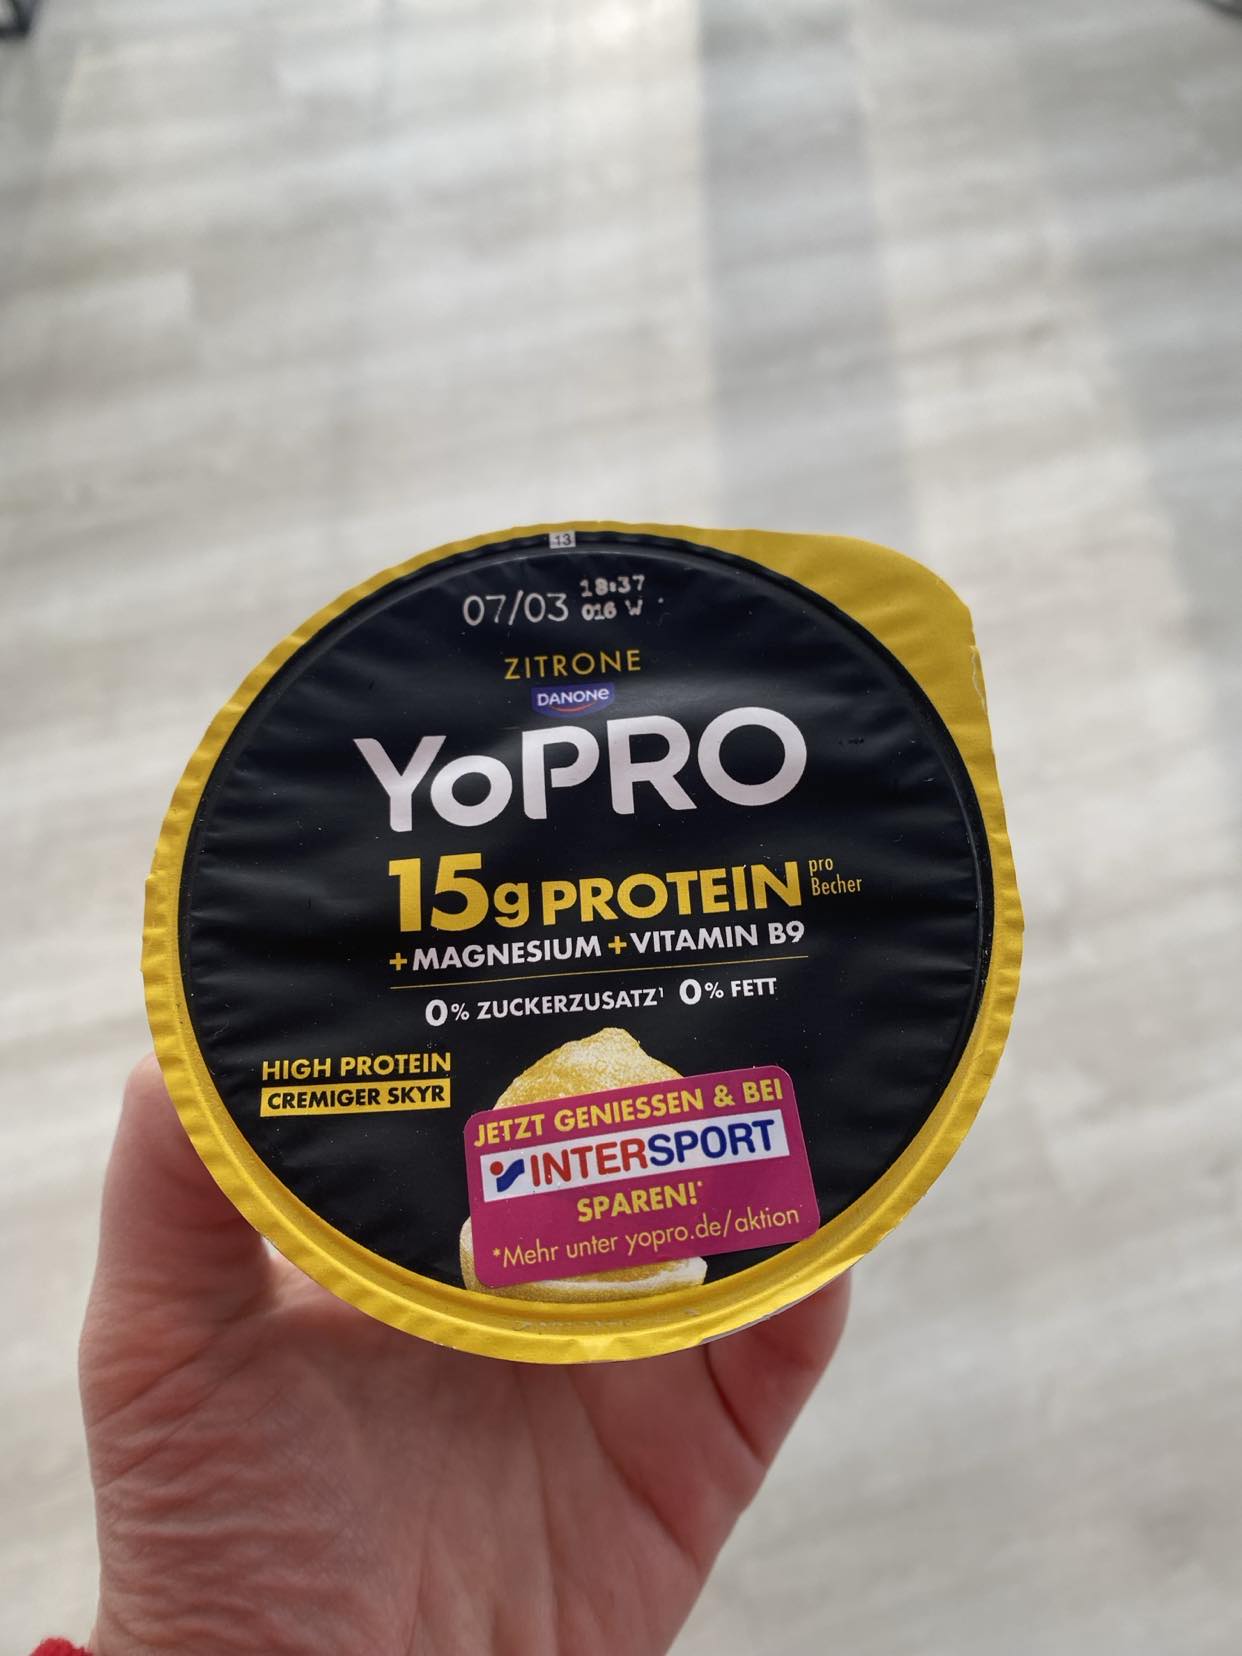 13
07/03 18:37
016 W
ZITRONE
DANONE
YoPRO
15g PROTEIN pro
Becher
+MAGNESIUM +VITAMIN B9
0% ZUCKERZUSATZ¹ 0% FETT
HIGH PROTEIN
CREMIGER SKYR
JETZT GENIESSEN & BEI
INTERSPORT
SPAREN!*
*Mehr unter yopro.de/aktion